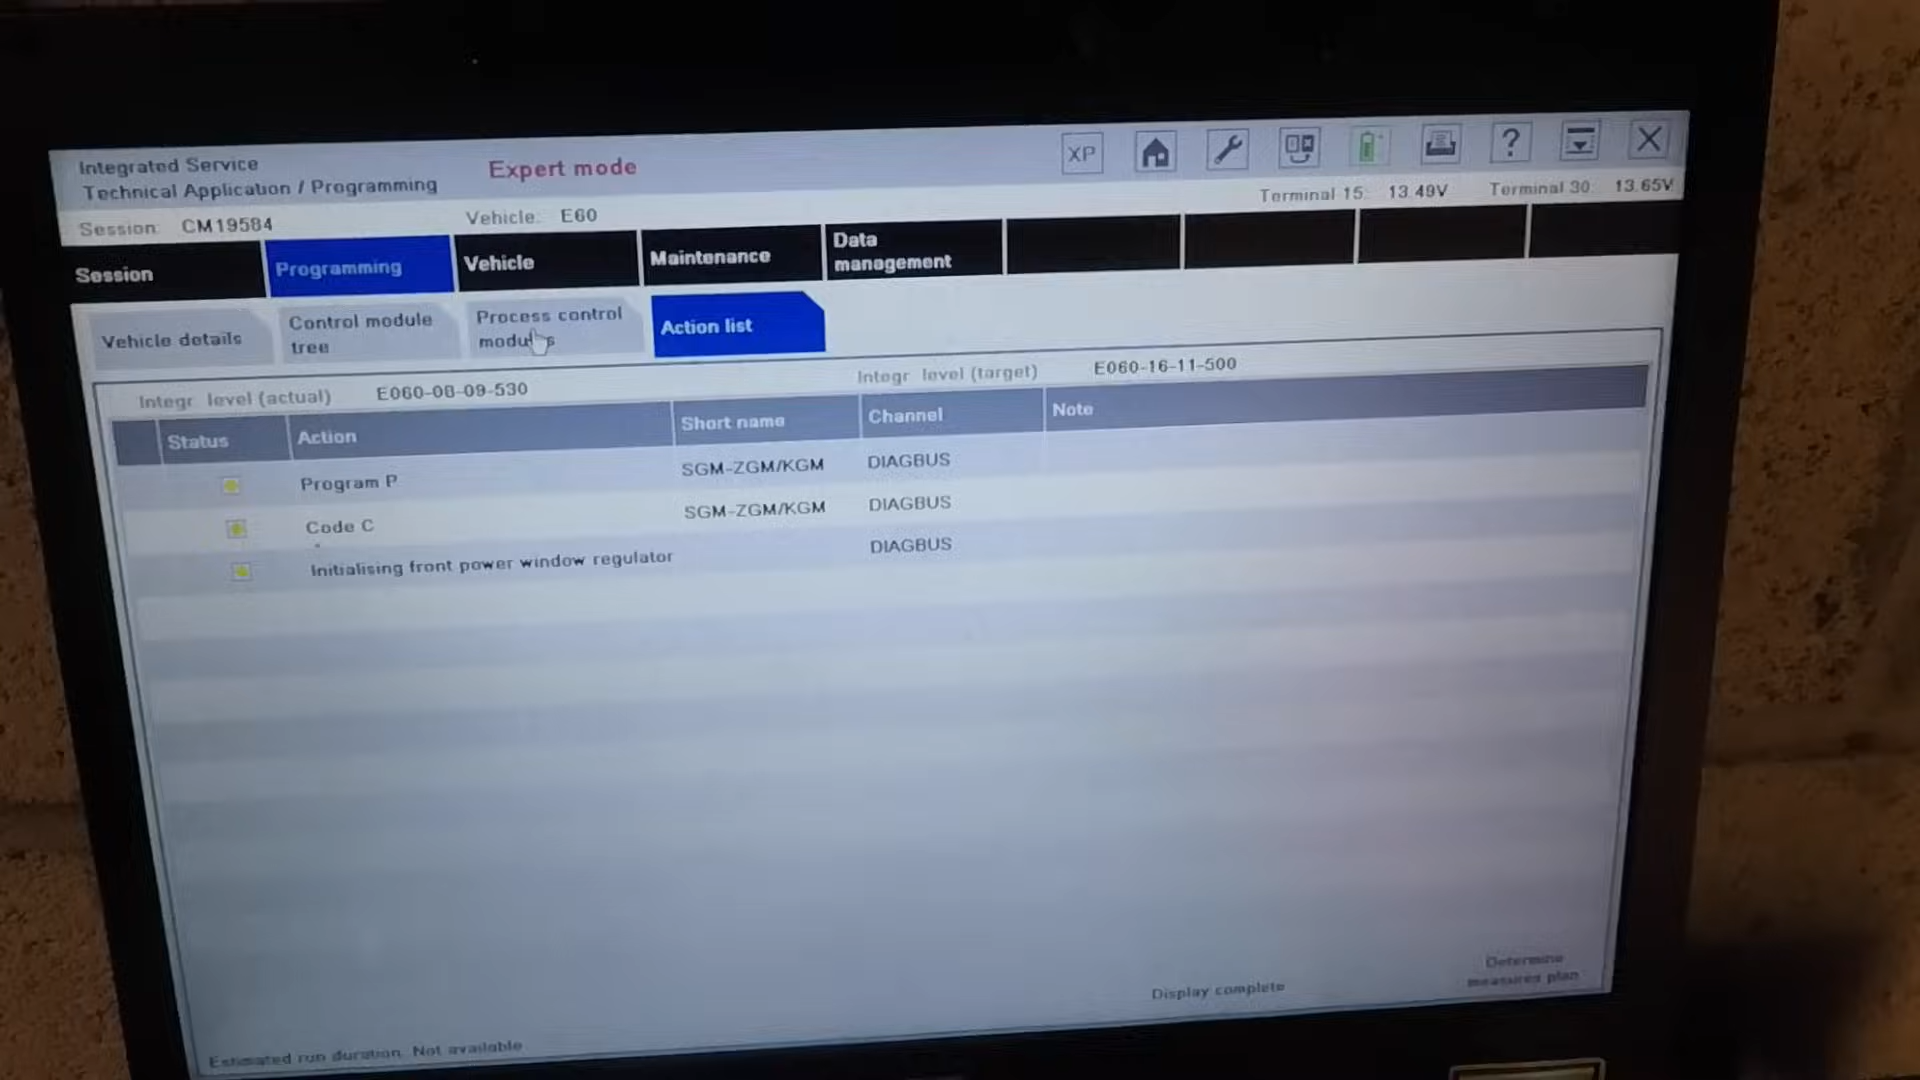 Integrated Service
Technical Application / Programming
Expert mode
XP
?
Session: CM19584
Vehicle: E60
Terminal 15: 13.49V
Terminal 30: 13.65V
Session
Programming
Vehicle
Maintenance
Data
management
Vehicle details
Control module
tree
Process control
modules
Action list
Integr. level (actual) E060-08-09-530
Integr. level (target) E060-16-11-500
Status
Action
Short name
Channel
Note
Program P SGM-ZGM/KGM DIAGBUS
Code C SGM-ZGM/KGM DIAGBUS
Initialising front power window regulator DIAGBUS
Display complete
Determine
measures plan
Estimated run duration: Not available